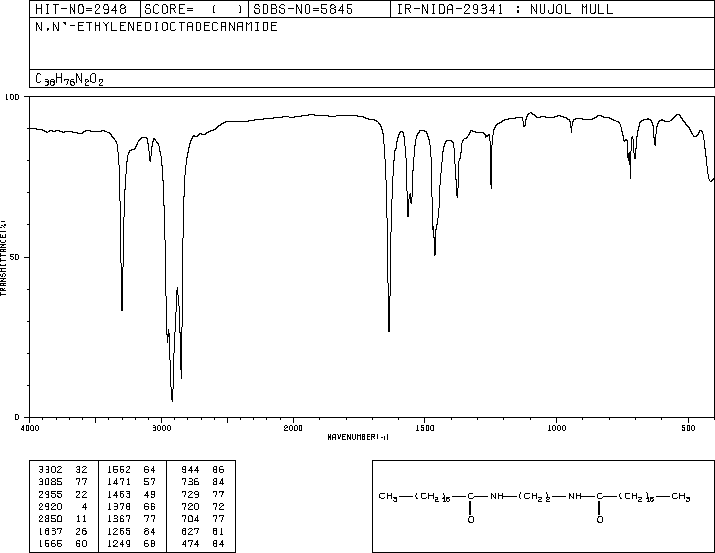 HIT-NO=2948 SCORE= ( ) SDBS-NO=5845 IR-NIDA-29341 : NUJOL MULL
N,N'-ETHYLENEDIOCTADECANAMIDE
C38H76N2O2
100
50
0
TRANSMITTANCE(%)
4000 3000 2000 1500 1000 500
WAVENUMBER(-1)
3302 32 1562 64 944 86
3085 77 1471 57 736 84
2955 22 1463 49 729 77
2920 4 1378 66 720 72
2850 11 1367 77 704 77
1637 26 1265 84 627 81
1566 60 1249 68 474 84
CH3—(CH2)16—C—NH—(CH2)2—NH—C—(CH2)16—CH3
O O